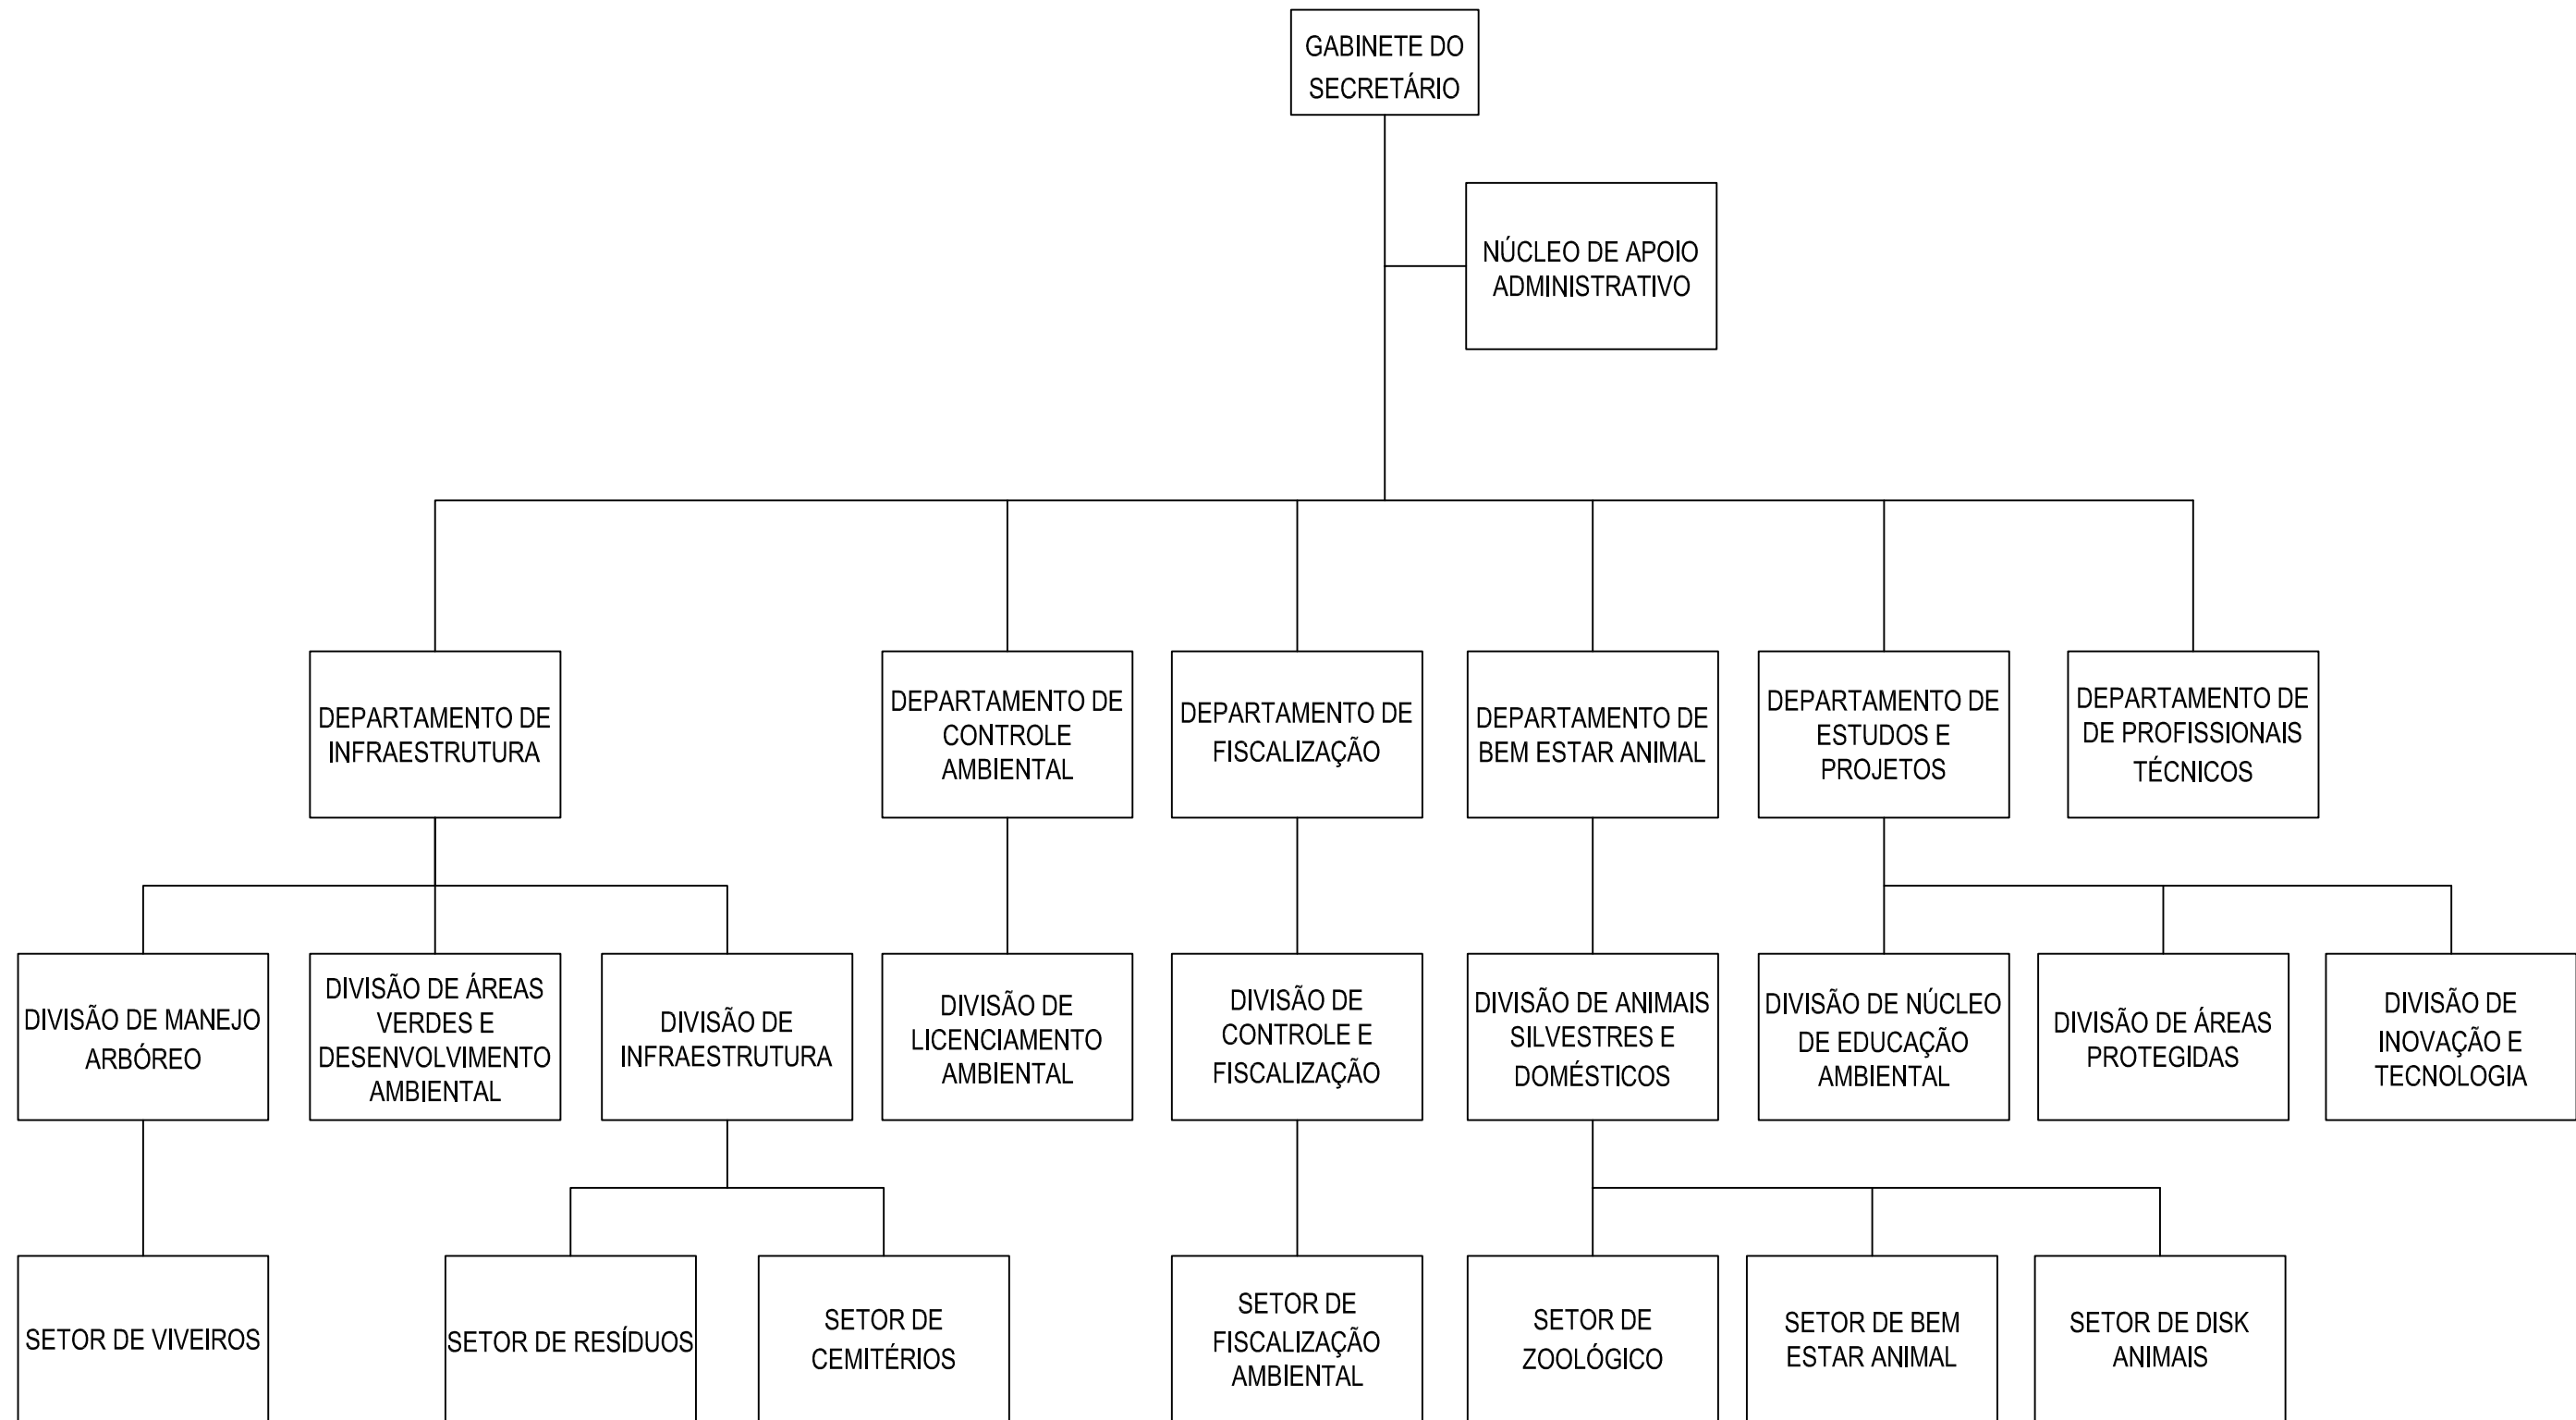 GABINETE DO
SECRETÁRIO
NÚCLEO DE APOIO
ADMINISTRATIVO
DEPARTAMENTO DE
INFRAESTRUTURA
DEPARTAMENTO DE
CONTROLE
AMBIENTAL
DEPARTAMENTO DE
FISCALIZAÇÃO
DEPARTAMENTO DE
BEM ESTAR ANIMAL
DEPARTAMENTO DE
ESTUDOS E
PROJETOS
DEPARTAMENTO DE
DE PROFISSIONAIS
TÉCNICOS
DIVISÃO DE MANEJO
ARBÓREO
DIVISÃO DE ÁREAS
VERDES E
DESENVOLVIMENTO
AMBIENTAL
DIVISÃO DE
INFRAESTRUTURA
DIVISÃO DE
LICENCIAMENTO
AMBIENTAL
DIVISÃO DE
CONTROLE E
FISCALIZAÇÃO
DIVISÃO DE ANIMAIS
SILVESTRES E
DOMÉSTICOS
DIVISÃO DE NÚCLEO
DE EDUCAÇÃO
AMBIENTAL
DIVISÃO DE ÁREAS
PROTEGIDAS
DIVISÃO DE
INOVAÇÃO E
TECNOLOGIA
SETOR DE VIVEIROS
SETOR DE RESÍDUOS
SETOR DE
CEMITÉRIOS
SETOR DE
FISCALIZAÇÃO
AMBIENTAL
SETOR DE
ZOOLÓGICO
SETOR DE BEM
ESTAR ANIMAL
SETOR DE DISK
ANIMAIS